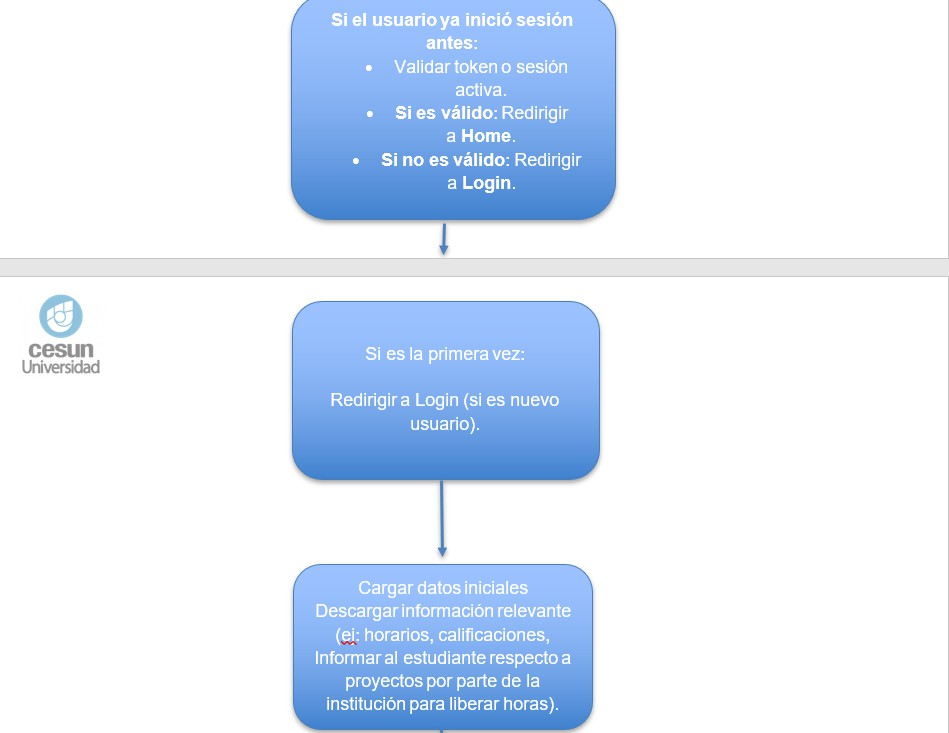 Si el usuario ya inició sesión
antes:
• Validar token o sesión
activa.
• Si es válido: Redirigir
a Home.
• Si no es válido: Redirigir
a Login.
cesun
Universidad
Si es la primera vez:
Redirigir a Login (si es nuevo
usuario).
Cargar datos iniciales
Descargar información relevante
(ej: horarios, calificaciones,
Informar al estudiante respecto a
proyectos por parte de la
institución para liberar horas).